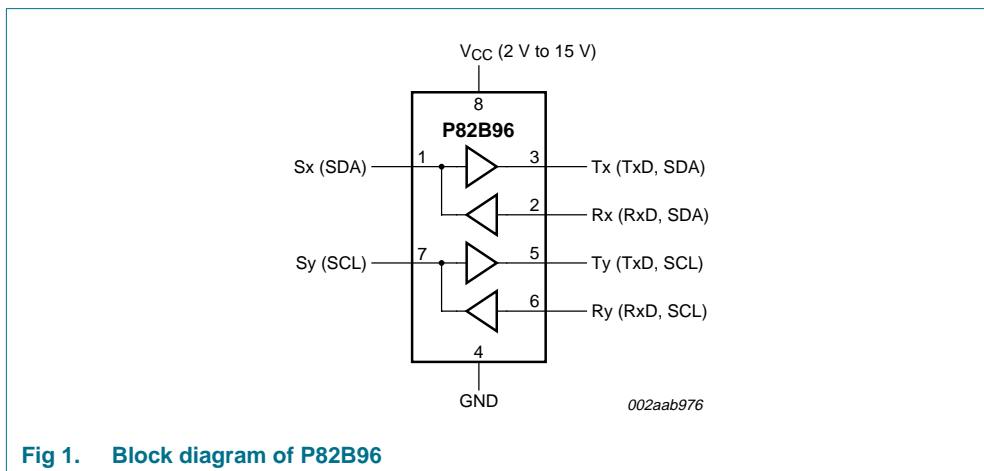 VCC (2 V to 15 V)
8
P82B96
Sx (SDA) 1 3 Tx (TxD, SDA)
2 Rx (RxD, SDA)
Sy (SCL) 7 5 Ty (TxD, SCL)
6 Ry (RxD, SCL)
4
GND
002aab976
Fig 1. Block diagram of P82B96